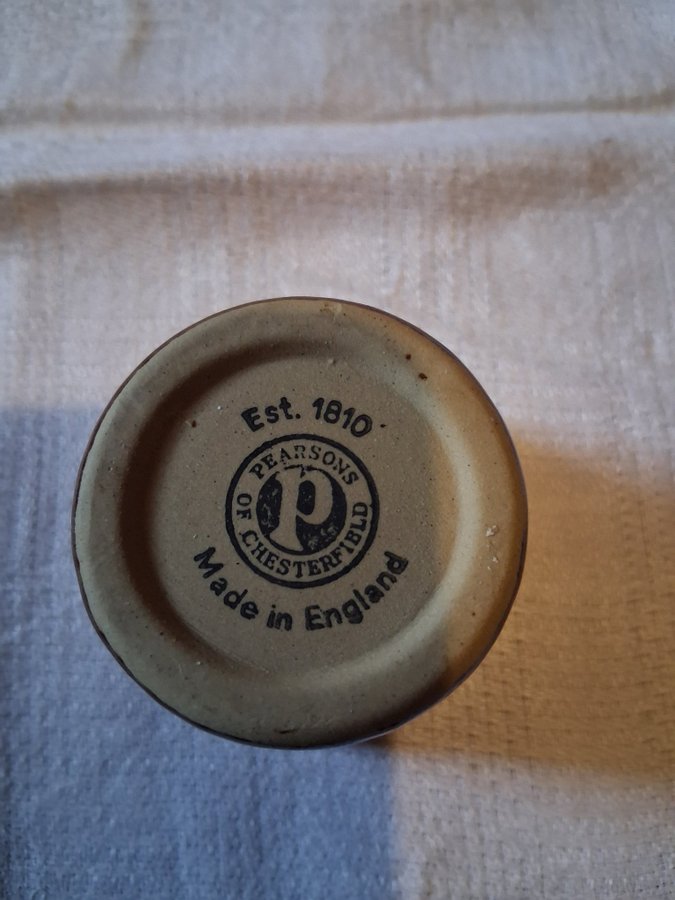 Est. 1810
PEARSONS
OF CHESTERFIELD
P
Made in England